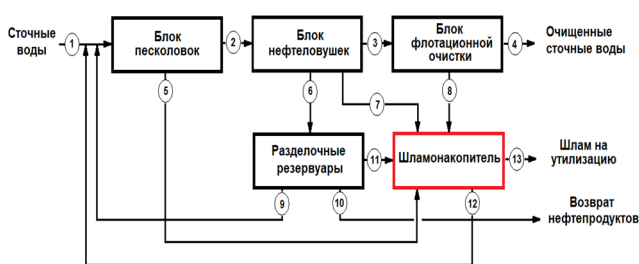 Сточные
воды
1
Блок
песколовок
2
Блок
нефтеловушек
3
Блок
флотационной
очистки
4
Очищенные
сточные воды
5
6
7
8
Разделочные
резервуары
11
Шламонакопитель
13
Шлам на
утилизацию
9
10
12
Возврат
нефтепродуктов